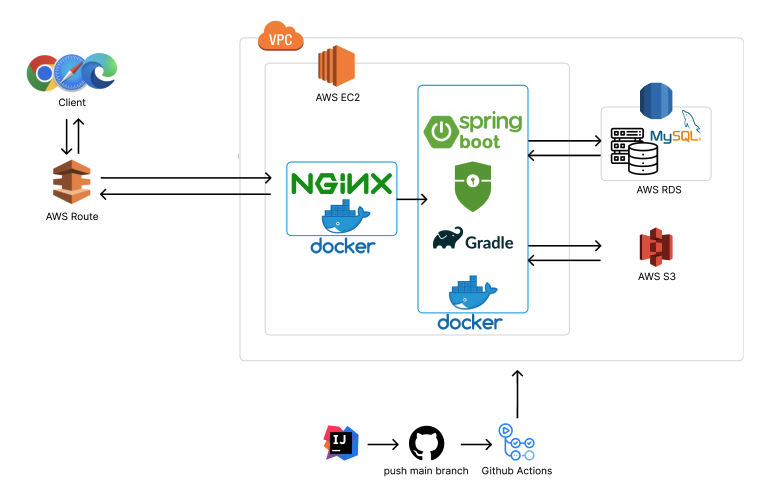 VPC
Client
AWS EC2
spring
boot
MySQL
AWS Route
NGiNX
AWS RDS
docker
Gradle
AWS S3
docker
IJ
push main branch
Github Actions